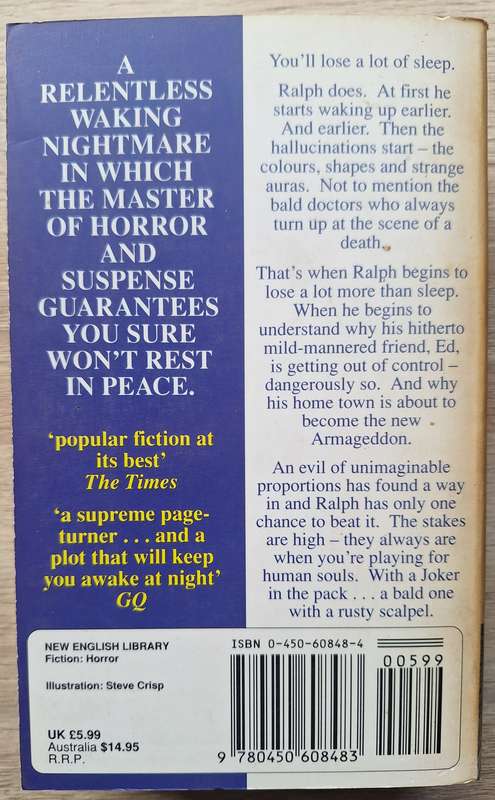 A
RELENTLESS
WAKING
NIGHTMARE
IN WHICH
THE MASTER
OF HORROR
AND
SUSPENSE
GUARANTEES
YOU SURE
WON'T REST
IN PEACE.
‘popular fiction at
its best’
The Times
‘a supreme page-
turner . . . and a
plot that will keep
you awake at night’
GQ
You'll lose a lot of sleep.
Ralph does. At first he
starts waking up earlier.
And earlier. Then the
hallucinations start – the
colours, shapes and strange
auras. Not to mention the
bald doctors who always
turn up at the scene of a
death.
That's when Ralph begins to
lose a lot more than sleep.
When he begins to
understand why his hitherto
mild-mannered friend, Ed,
is getting out of control –
dangerously so. And why
his home town is about to
become the new
Armageddon.
An evil of unimaginable
proportions has found a way
in and Ralph has only one
chance to beat it. The stakes
are high – they always are
when you're playing for
human souls. With a Joker
in the pack . . . a bald one
with a rusty scalpel.
NEW ENGLISH LIBRARY
Fiction: Horror
Illustration: Steve Crisp
UK £5.99
Australia $14.95
R.R.P.
ISBN 0-450-60848-4
00599
9 780450 608483